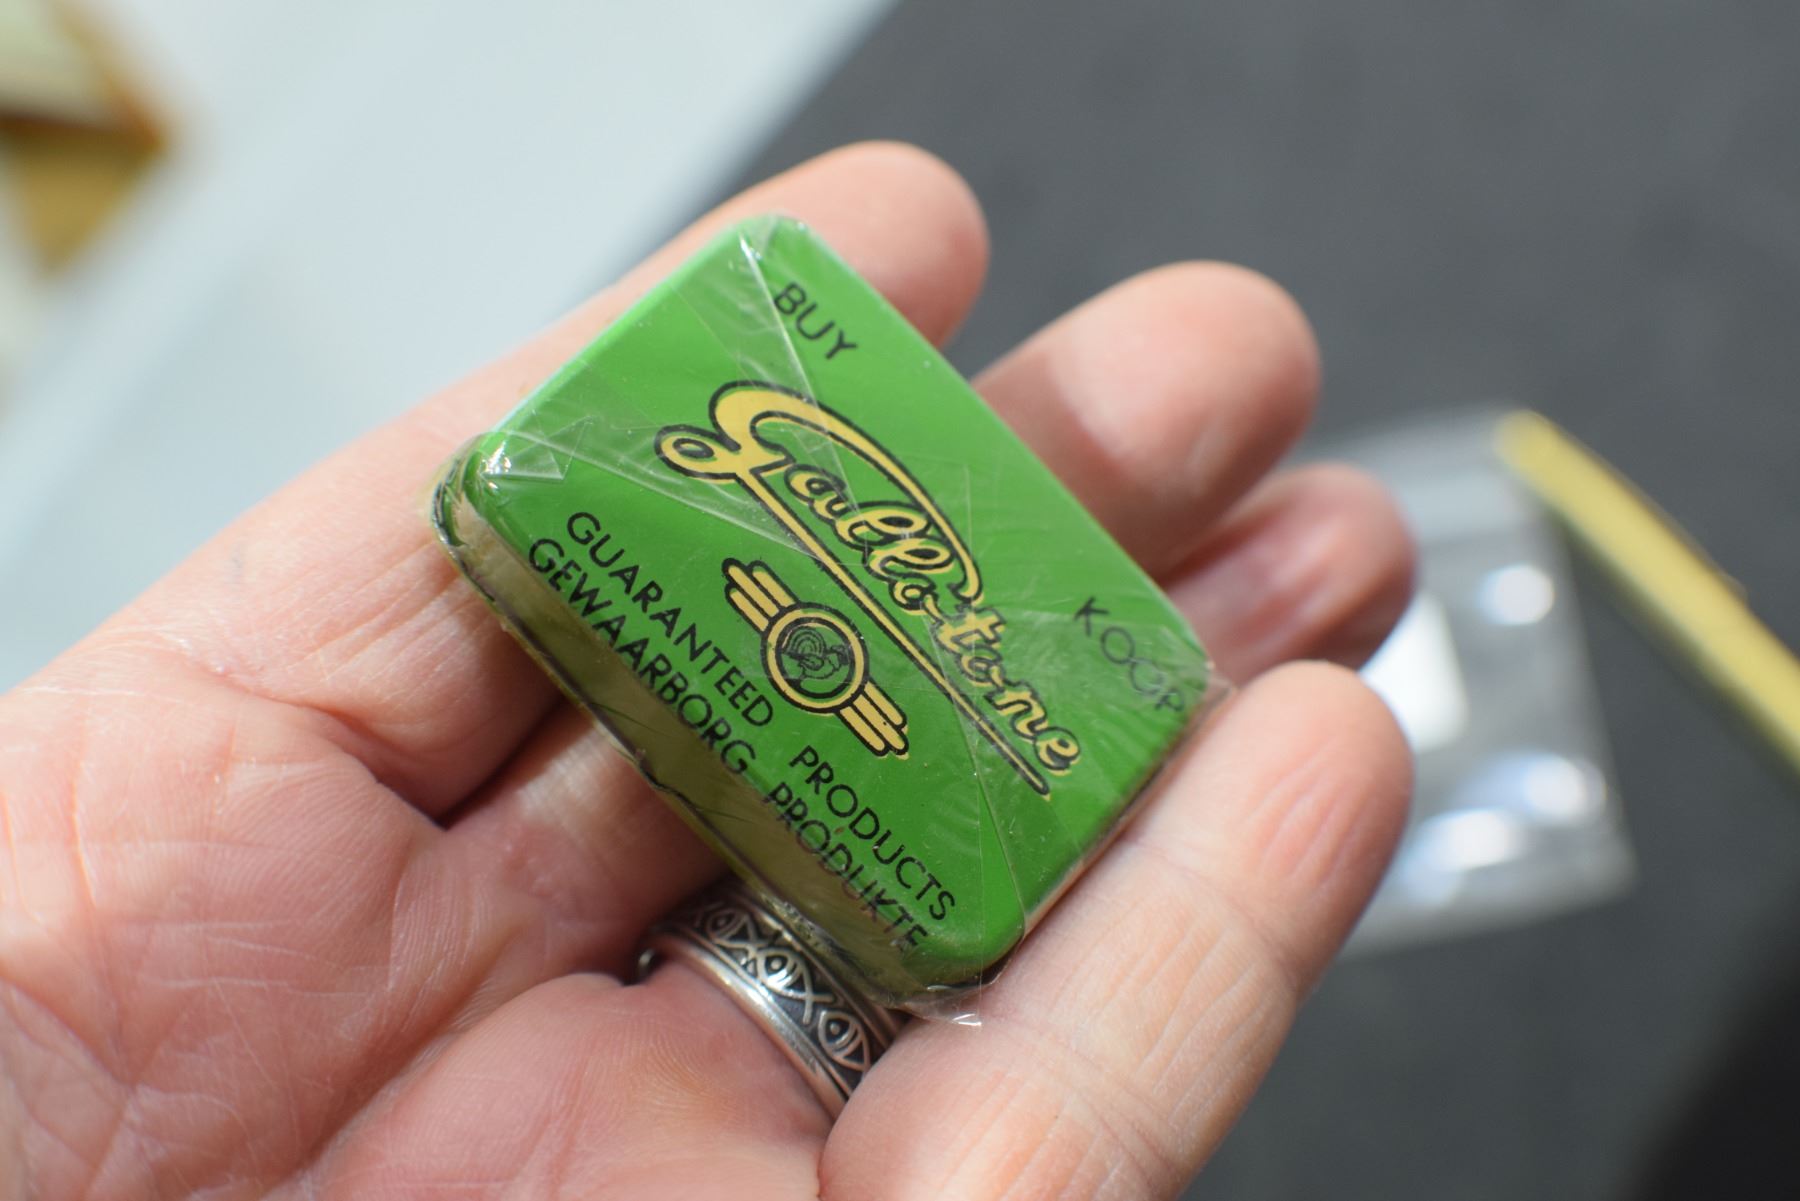 BUY
Gallo-tone
KOOP
GUARANTEED PRODUCTS
GEWAARBORG PRODUKTE